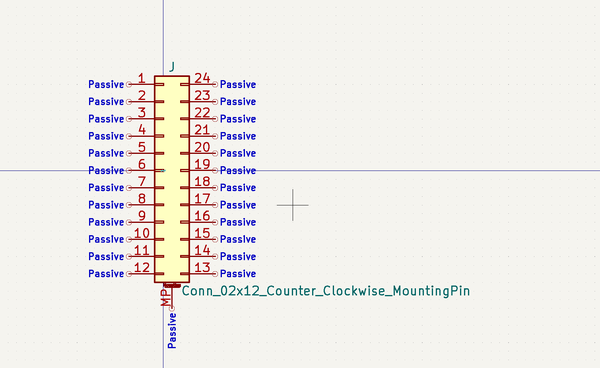 J
Passive 1 24 Passive
Passive 2 23 Passive
Passive 3 22 Passive
Passive 4 21 Passive
Passive 5 20 Passive
Passive 6 19 Passive
Passive 7 18 Passive
Passive 8 17 Passive
Passive 9 16 Passive
Passive 10 15 Passive
Passive 11 14 Passive
Passive 12 13 Passive
MP Conn_02x12_Counter_Clockwise_MountingPin
Passive